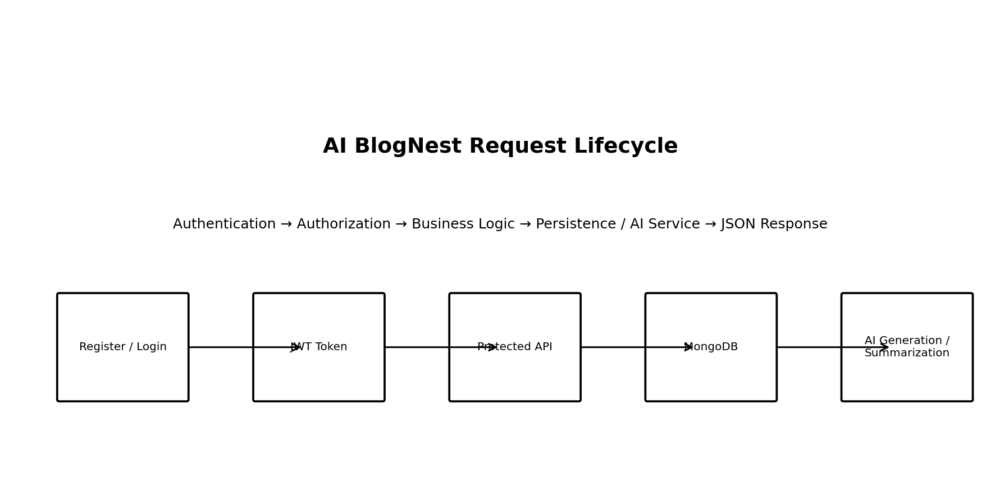 AI BlogNest Request Lifecycle
Authentication → Authorization → Business Logic → Persistence / AI Service → JSON Response
Register / Login
JWT Token
Protected API
MongoDB
AI Generation /
Summarization